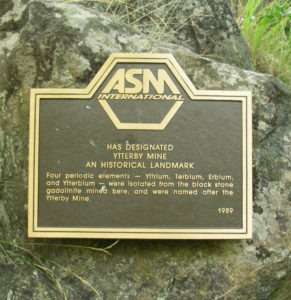 ASM
INTERNATIONAL
HAS DESIGNATED
YTTERBY MINE
AN HISTORICAL LANDMARK
Four periodic elements — Yttrium, Terbium, Erbium,
and Ytterbium — were isolated from the black stone
gadolinite mined here, and were named after the
Ytterby Mine.
1989